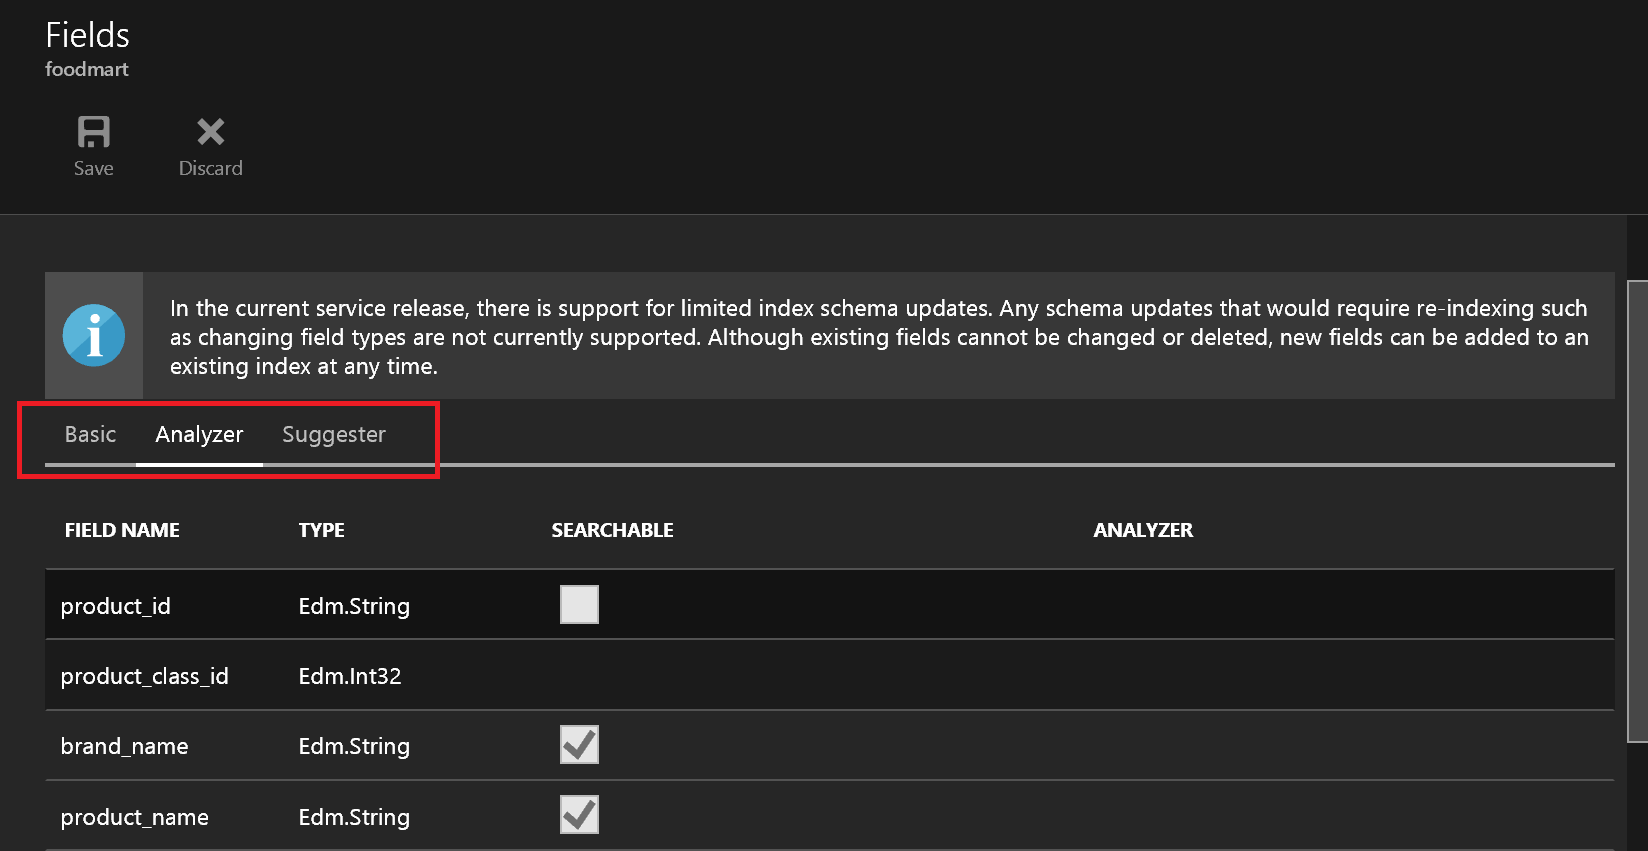 Fields
foodmart
Save Discard
In the current service release, there is support for limited index schema updates. Any schema updates that would require re-indexing such
as changing field types are not currently supported. Although existing fields cannot be changed or deleted, new fields can be added to an
existing index at any time.
Basic Analyzer Suggester
FIELD NAME TYPE SEARCHABLE ANALYZER
product_id Edm.String
product_class_id Edm.Int32
brand_name Edm.String
product_name Edm.String